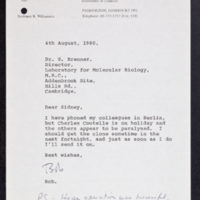 4th August, 1980.
Dr. S. Brenner,
Director,
Laboratory for Molecular Biology,
M.R.C.,
Addenbrook Site,
Hills Rd.,
Cambridge.
Dear Sidney,
I have phoned my colleagues in Berlin,
but Charles Coutelle is on holiday and
the others appear to be paralysed. I
should get the clone sometime in the
next fortnight, and just as soon as I do
I'll send it on.
Best wishes,
Bob
Bob.